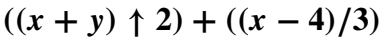 ((x + y) ↑ 2) + ((x − 4)/3)